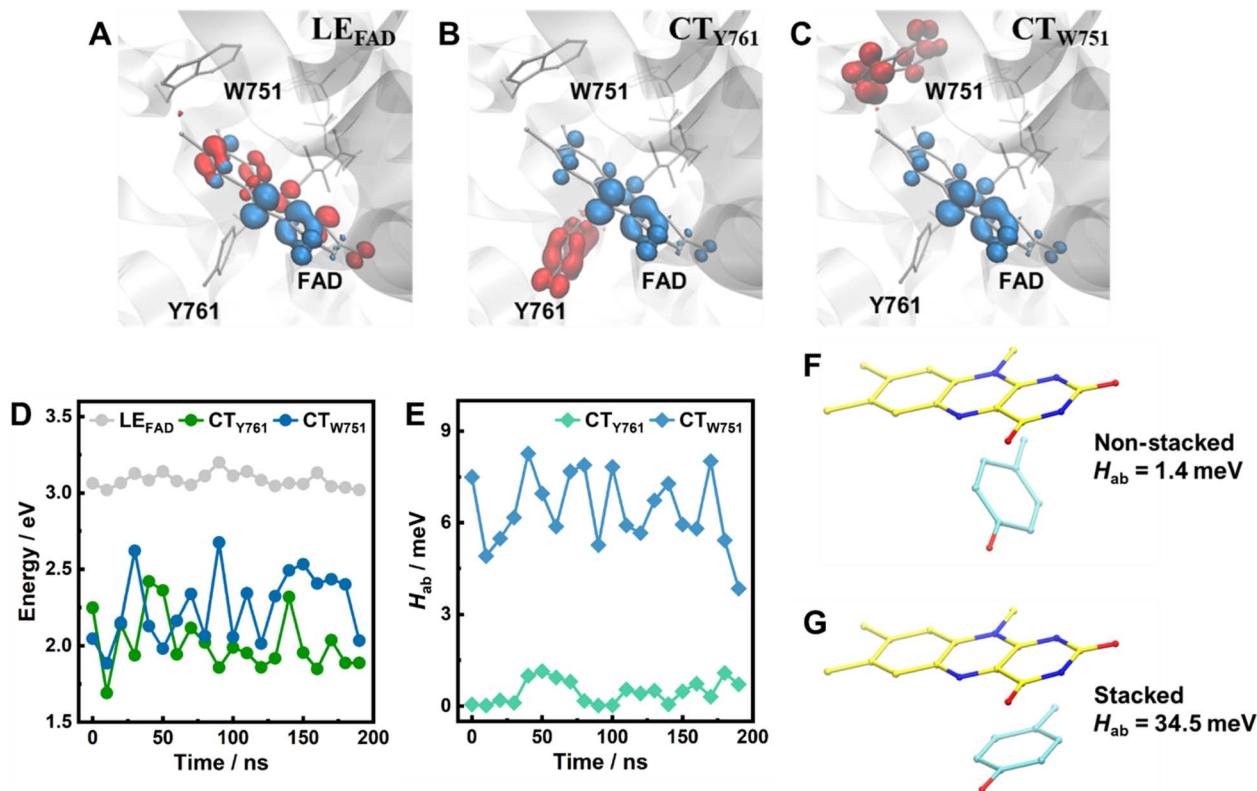 A LE_FAD
W751
Y761
FAD
B CT_Y761
W751
Y761
FAD
C CT_W751
W751
Y761
FAD
D
LE_FAD CT_Y761 CT_W751
Energy / eV
3.5
3.0
2.5
2.0
1.5
0 50 100 150 200
Time / ns
E
CT_Y761 CT_W751
H_ab / meV
9
6
3
0
0 50 100 150 200
Time / ns
F
Non-stacked
H_ab = 1.4 meV
G
Stacked
H_ab = 34.5 meV